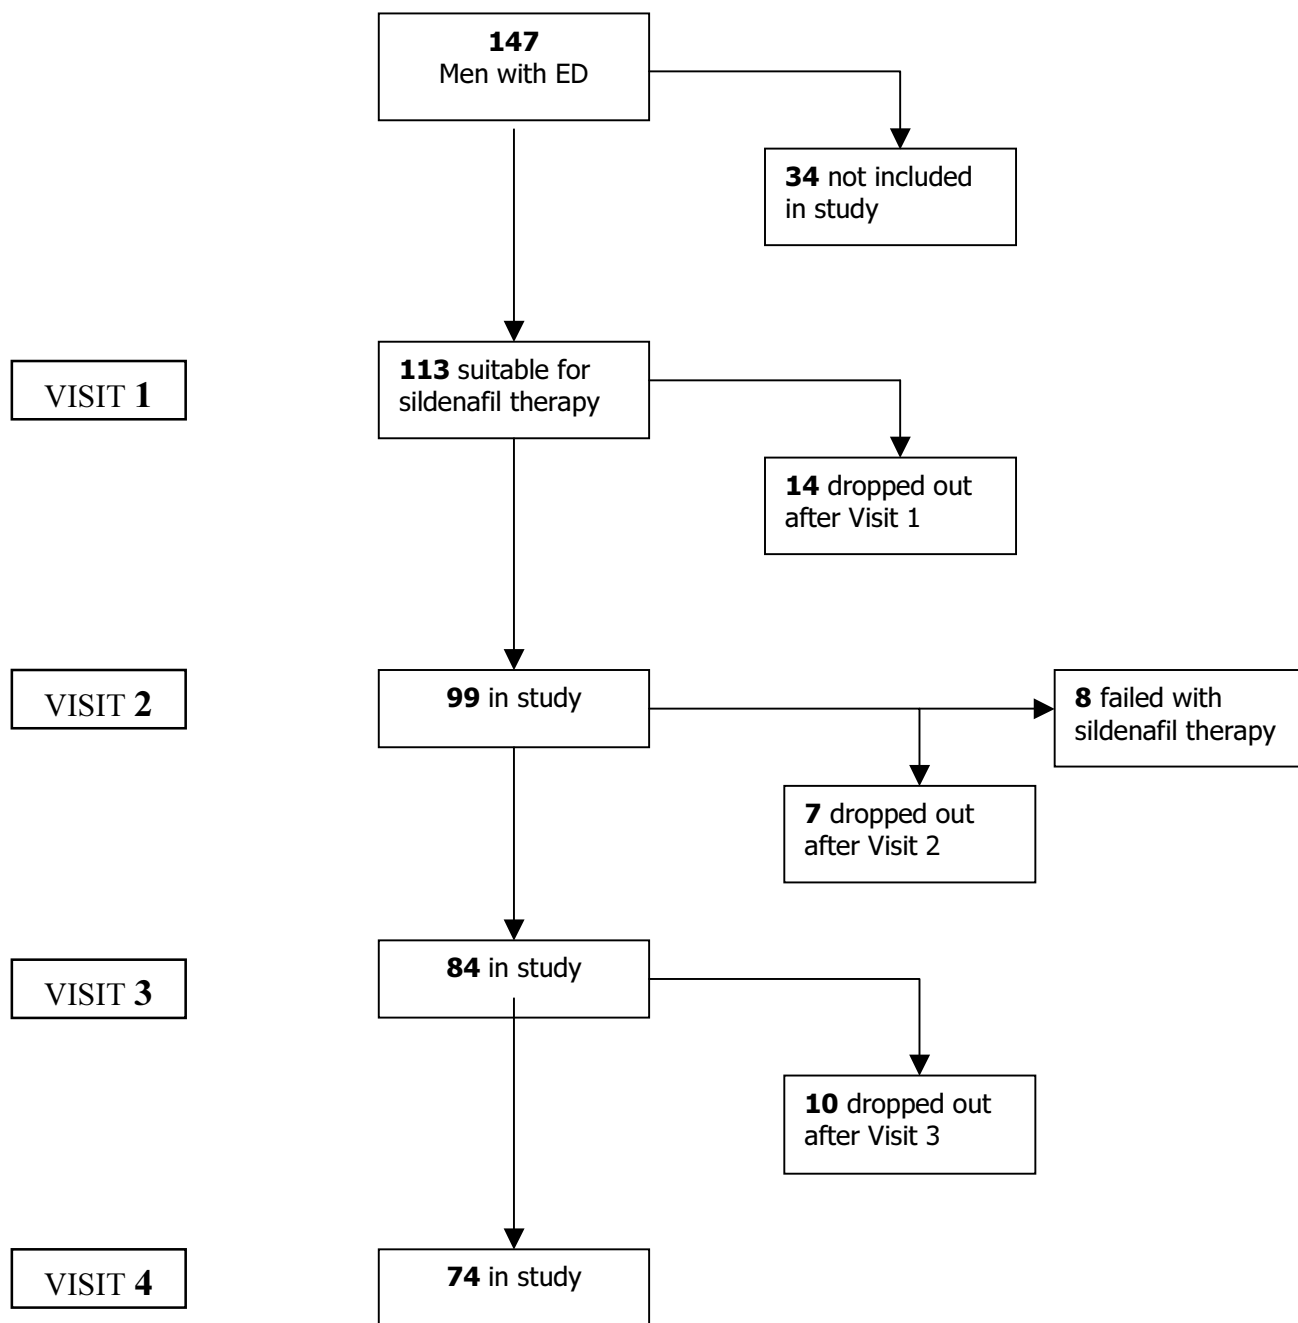 147
Men with ED
34 not included
in study
VISIT 1
113 suitable for
sildenafil therapy
14 dropped out
after Visit 1
VISIT 2
99 in study
8 failed with
sildenafil therapy
7 dropped out
after Visit 2
VISIT 3
84 in study
10 dropped out
after Visit 3
VISIT 4
74 in study